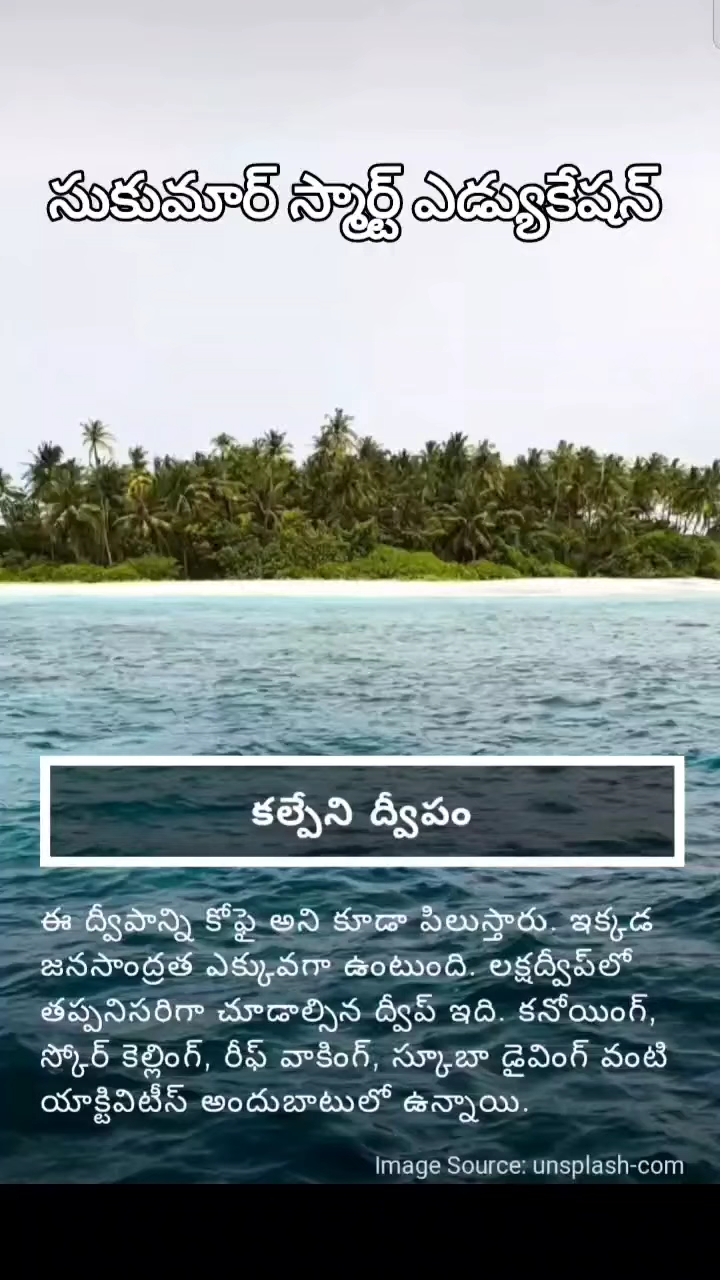 సుకుమార్ స్మార్ట్ ఎడ్యుకేషన్
కల్పేని ద్వీపం
ఈ ద్వీపాన్ని కోఫై అని కూడా పిలుస్తారు. ఇక్కడ
జనసాంద్రత ఎక్కువగా ఉంటుంది. లక్షద్వీప్‌లో
తప్పనిసరిగా చూడాల్సిన ద్వీప్ ఇది. కనోయింగ్,
స్కోర్ కెల్లింగ్, రీఫ్ వాకింగ్, స్కూబా డైవింగ్ వంటి
యాక్టివిటీస్ అందుబాటులో ఉన్నాయి.
Image Source: unsplash-com